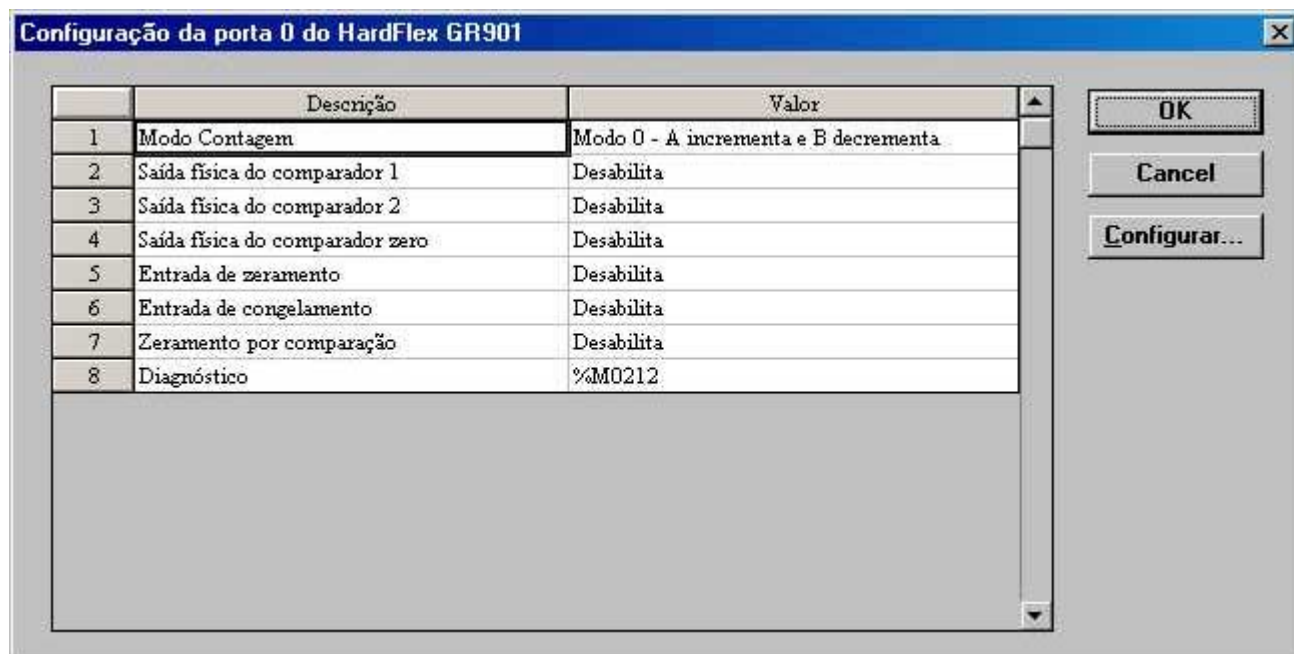 Configuração da porta 0 do HardFlex GR901
Descrição Valor
1 Modo Contagem Modo 0 - A incrementa e B decrementa
2 Saída física do comparador 1 Desabilita
3 Saída física do comparador 2 Desabilita
4 Saída física do comparador zero Desabilita
5 Entrada de zeramento Desabilita
6 Entrada de congelamento Desabilita
7 Zeramento por comparação Desabilita
8 Diagnóstico %M0212
OK
Cancel
Configurar...